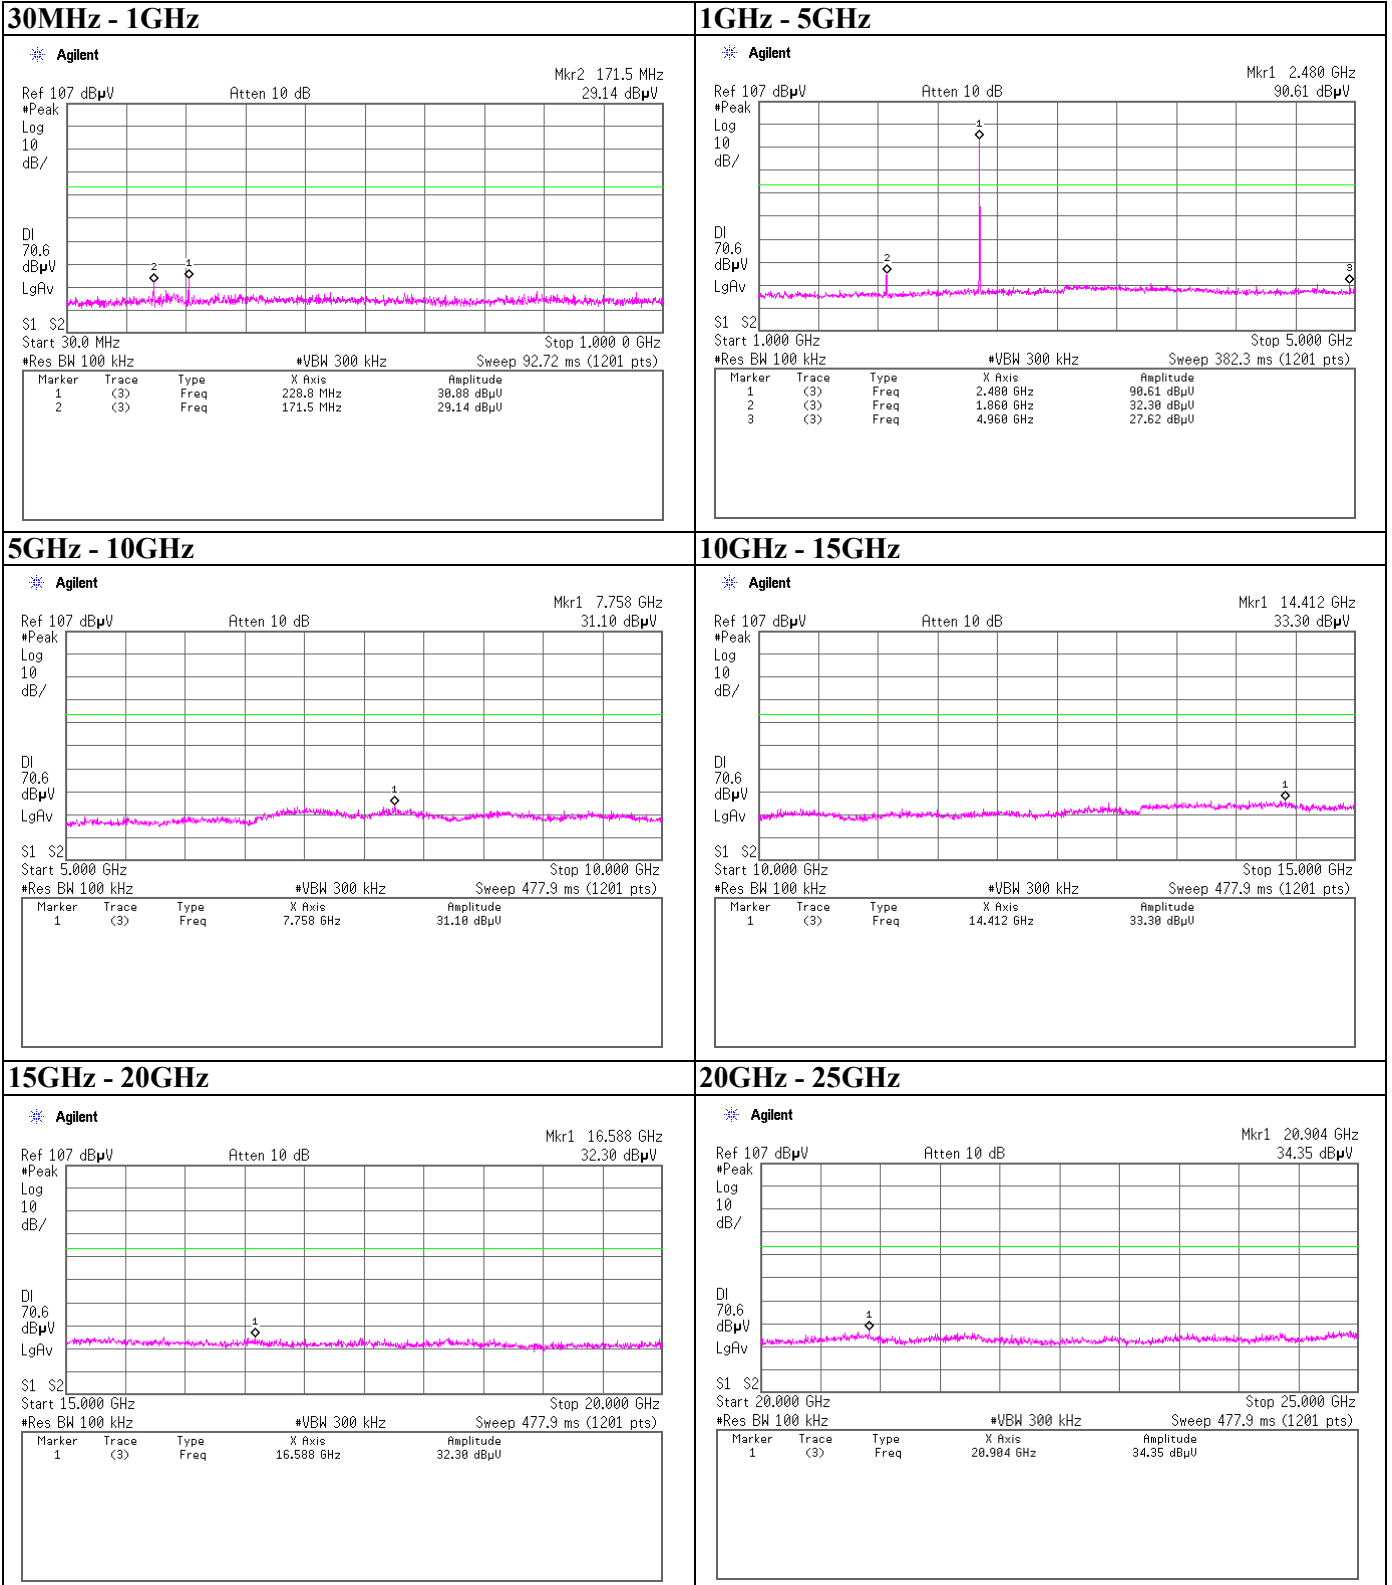 30MHz - 1GHz
Agilent
Mkr2 171.5 MHz
Ref 107 dBµV Atten 10 dB 29.14 dBµV
#Peak
Log
10
dB/
2 1
DI
70.6
dBµV
LgAv
S1 S2
Start 30.0 MHz Stop 1.000 0 GHz
#Res BW 100 kHz #VBW 300 kHz Sweep 92.72 ms (1201 pts)
Marker Trace Type X Axis Amplitude
1 (3) Freq 228.8 MHz 30.88 dBµV
2 (3) Freq 171.5 MHz 29.14 dBµV
1GHz - 5GHz
Agilent
Mkr1 2.480 GHz
Ref 107 dBµV Atten 10 dB 90.61 dBµV
#Peak
Log
10
dB/
1
2
3
DI
70.6
dBµV
LgAv
S1 S2
Start 1.000 GHz Stop 5.000 GHz
#Res BW 100 kHz #VBW 300 kHz Sweep 382.3 ms (1201 pts)
Marker Trace Type X Axis Amplitude
1 (3) Freq 2.480 GHz 90.61 dBµV
2 (3) Freq 1.860 GHz 32.30 dBµV
3 (3) Freq 4.960 GHz 27.62 dBµV
5GHz - 10GHz
Agilent
Mkr1 7.758 GHz
Ref 107 dBµV Atten 10 dB 31.10 dBµV
#Peak
Log
10
dB/
DI
70.6
dBµV
1
LgAv
S1 S2
Start 5.000 GHz Stop 10.000 GHz
#Res BW 100 kHz #VBW 300 kHz Sweep 477.9 ms (1201 pts)
Marker Trace Type X Axis Amplitude
1 (3) Freq 7.758 GHz 31.10 dBµV
10GHz - 15GHz
Agilent
Mkr1 14.412 GHz
Ref 107 dBµV Atten 10 dB 33.30 dBµV
#Peak
Log
10
dB/
DI
70.6
1
dBµV
LgAv
S1 S2
Start 10.000 GHz Stop 15.000 GHz
#Res BW 100 kHz #VBW 300 kHz Sweep 477.9 ms (1201 pts)
Marker Trace Type X Axis Amplitude
1 (3) Freq 14.412 GHz 33.30 dBµV
15GHz - 20GHz
Agilent
Mkr1 16.588 GHz
Ref 107 dBµV Atten 10 dB 32.30 dBµV
#Peak
Log
10
dB/
DI
70.6
1
dBµV
LgAv
S1 S2
Start 15.000 GHz Stop 20.000 GHz
#Res BW 100 kHz #VBW 300 kHz Sweep 477.9 ms (1201 pts)
Marker Trace Type X Axis Amplitude
1 (3) Freq 16.588 GHz 32.30 dBµV
20GHz - 25GHz
Agilent
Mkr1 20.904 GHz
Ref 107 dBµV Atten 10 dB 34.35 dBµV
#Peak
Log
10
dB/
DI
70.6
1
dBµV
LgAv
S1 S2
Start 20.000 GHz Stop 25.000 GHz
#Res BW 100 kHz #VBW 300 kHz Sweep 477.9 ms (1201 pts)
Marker Trace Type X Axis Amplitude
1 (3) Freq 20.904 GHz 34.35 dBµV